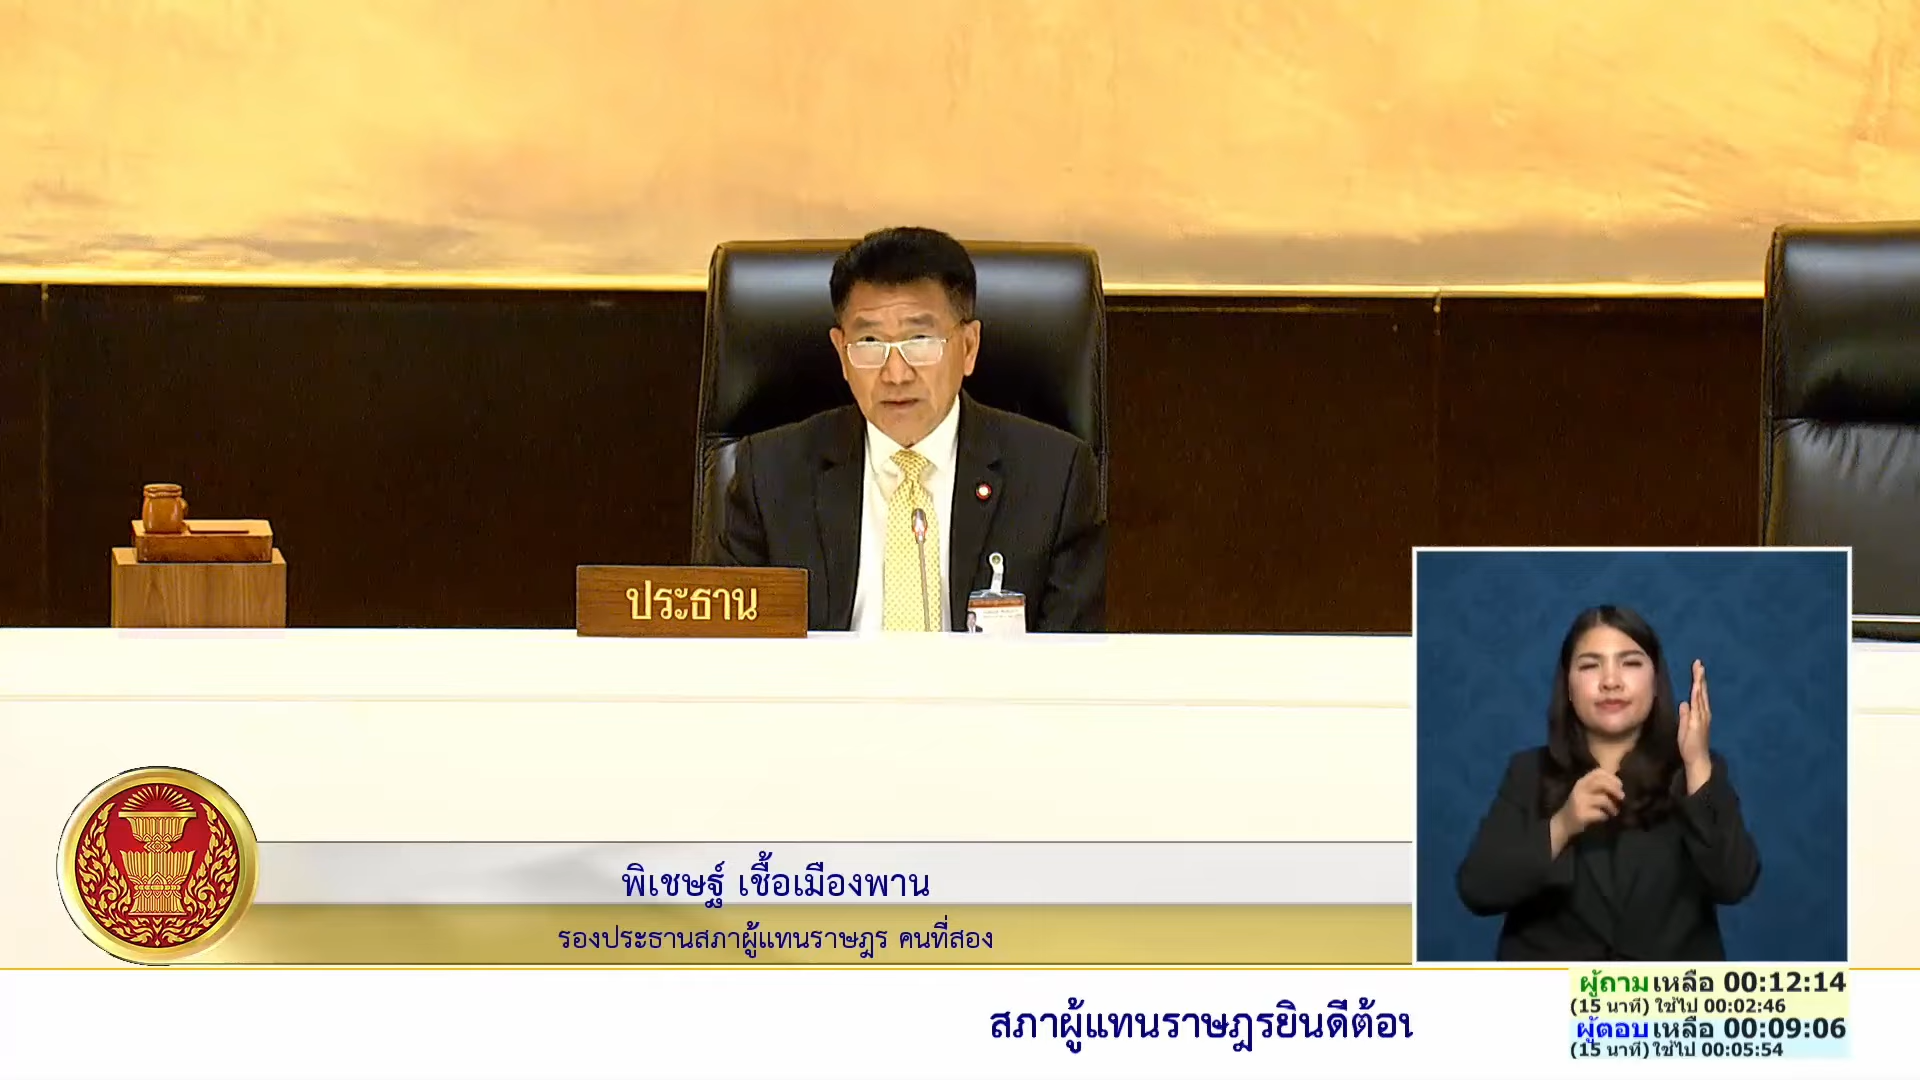 ประธาน
พิเชษฐ์ เชื้อเมืองพาน
รองประธานสภาผู้แทนราษฎร คนที่สอง
สภาผู้แทนราษฎรยินดีต้อน
ผู้ถามเหลือ 00:12:14
(15 นาที) ใช้ไป 00:02:46
ผู้ตอบเหลือ 00:09:06
(15 นาที) ใช้ไป 00:05:54